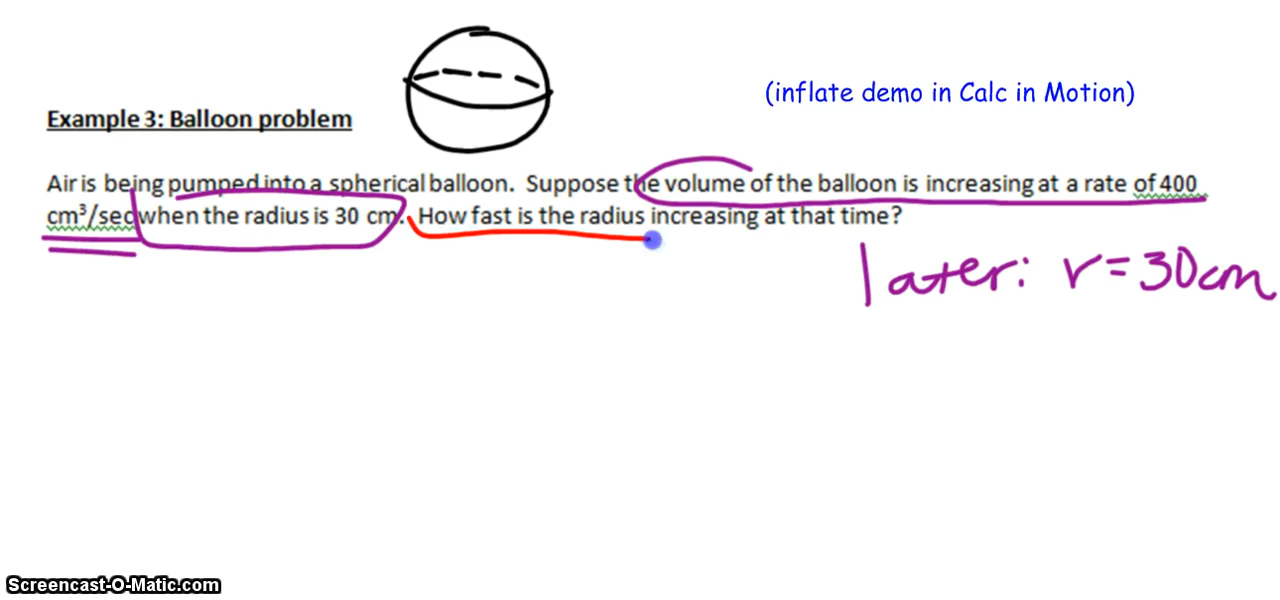 (inflate demo in Calc in Motion)
Example 3: Balloon problem
Air is being pumped into a spherical balloon. Suppose the volume of the balloon is increasing at a rate of 400
cm³/sec when the radius is 30 cm. How fast is the radius increasing at that time?
later: r=30cm
Screencast-O-Matic.com